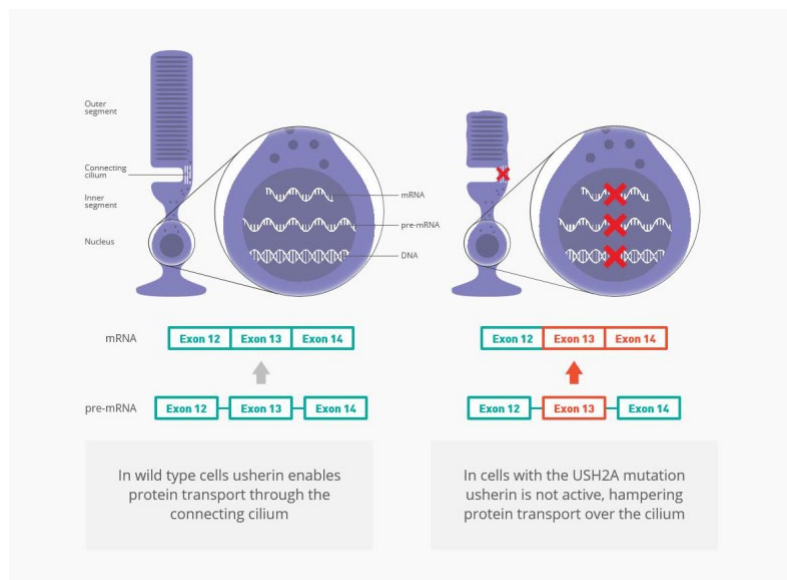 Outer
segment
Connecting
cilium
Inner
segment
Nucleus
mRNA
pre-mRNA
DNA
mRNA
Exon 12 Exon 13 Exon 14
Exon 12 Exon 13 Exon 14
pre-mRNA
Exon 12 Exon 13 Exon 14
Exon 12 Exon 13 Exon 14
In wild type cells usherin enables
protein transport through the
connecting cilium
In cells with the USH2A mutation
usherin is not active, hampering
protein transport over the cilium